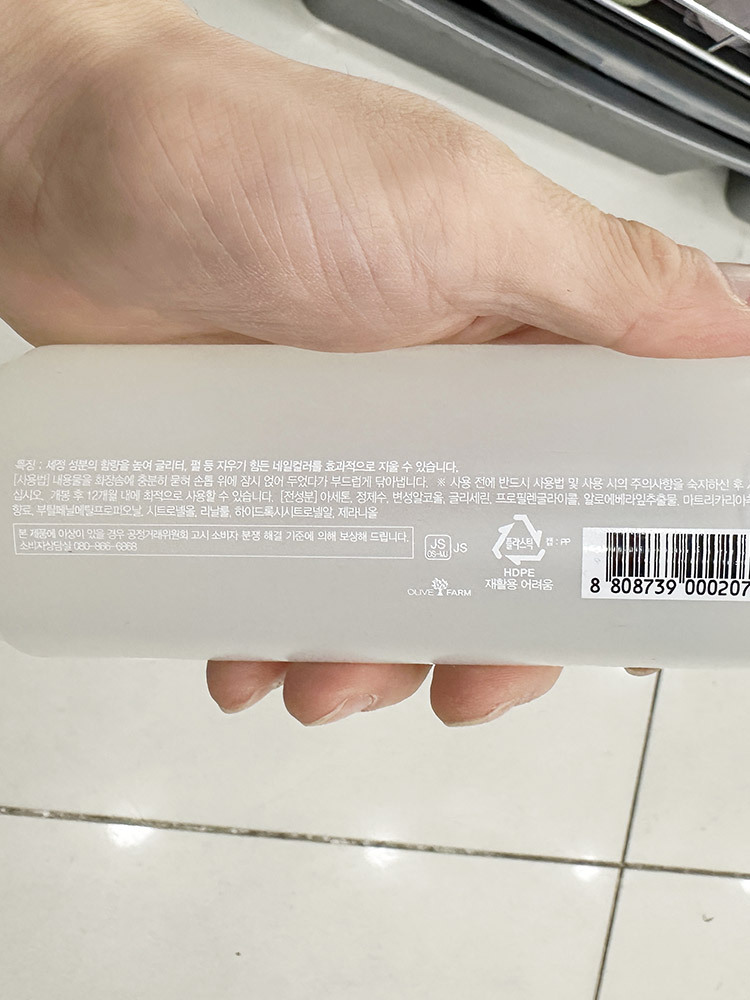 특징 : 세정 성분의 함량을 높여 글리터, 펄 등 지우기 힘든 네일컬러를 효과적으로 지울 수 있습니다.
[사용법] 내용물을 화장솜에 충분히 묻혀 손톱 위에 잠시 얹어 두었다가 부드럽게 닦아냅니다. ※ 사용 전에 반드시 사용법 및 사용 시의 주의사항을 숙지하신 후
십시오. 개봉 후 12개월 내에 최적으로 사용할 수 있습니다. [전성분] 아세톤, 정제수, 변성알코올, 글리세린, 프로필렌글라이콜, 알로에베라잎추출물, 마트리카리아
향료, 부틸페닐메틸프로피오날, 시트로넬올, 리날룰, 하이드록시시트로넬알, 제라니올
본 제품에 이상이 있을 경우 공정거래위원회 고시 소비자 분쟁 해결 기준에 의해 보상해 드립니다.
소비자상담실 080-866-6868
JS
OS-MU
JS
플라스틱
캡 : PP
HDPE
재활용 어려움
OLIVE FARM
8 808739 000207